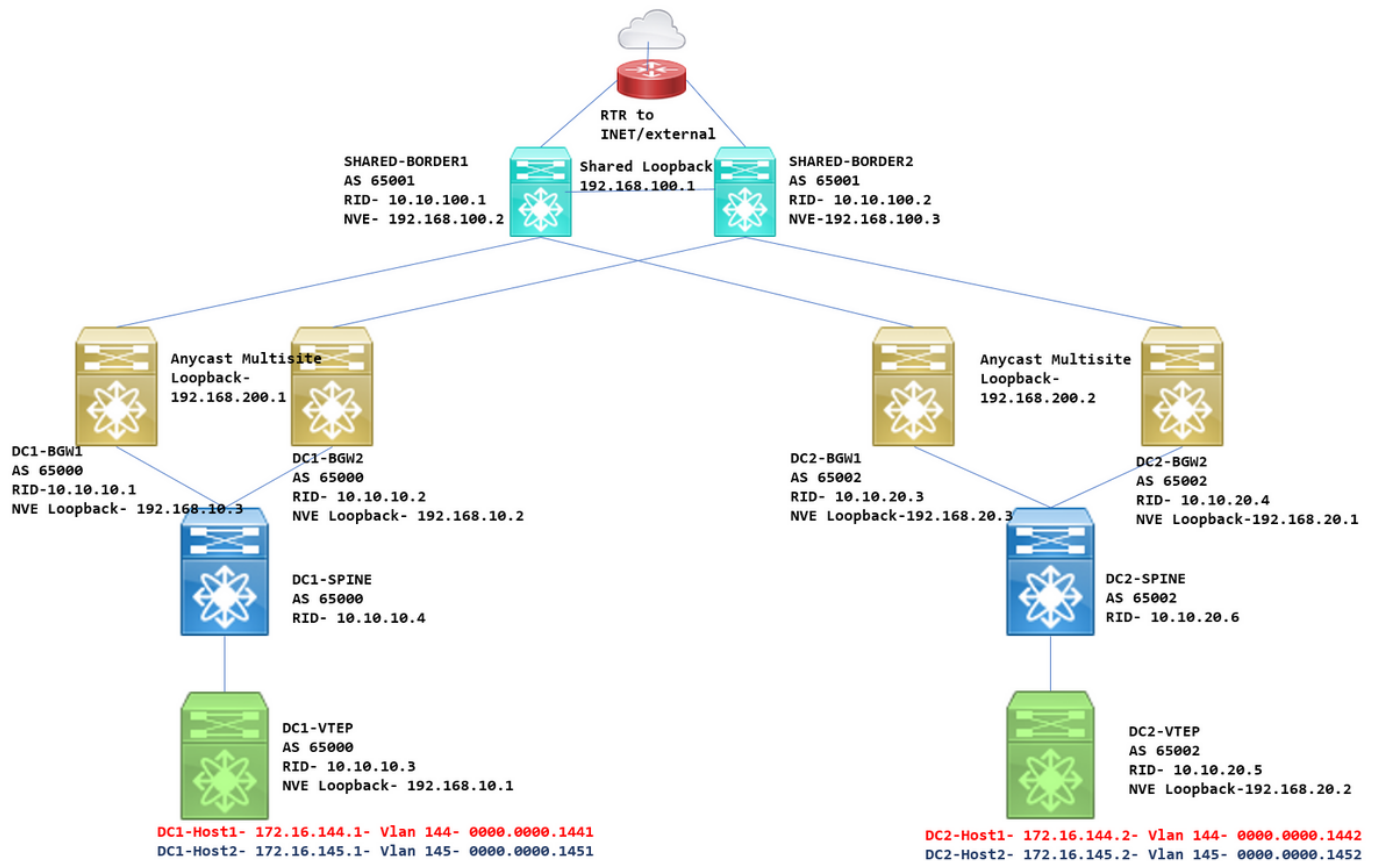 RTR to
INET/external
SHARED-BORDER1
AS 65001
RID- 10.10.100.1
NVE- 192.168.100.2
Shared Loopback
192.168.100.1
SHARED-BORDER2
AS 65001
RID- 10.10.100.2
NVE-192.168.100.3
Anycast Multisite
Loopback-
192.168.200.1
Anycast Multisite
Loopback-
192.168.200.2
DC1-BGW1
AS 65000
RID-10.10.10.1
NVE Loopback- 192.168.10.3
DC1-BGW2
AS 65000
RID- 10.10.10.2
NVE Loopback- 192.168.10.2
DC2-BGW1
AS 65002
RID- 10.10.20.3
NVE Loopback-192.168.20.3
DC2-BGW2
AS 65002
RID- 10.10.20.4
NVE Loopback-192.168.20.1
DC1-SPINE
AS 65000
RID- 10.10.10.4
DC2-SPINE
AS 65002
RID- 10.10.20.6
DC1-VTEP
AS 65000
RID- 10.10.10.3
NVE Loopback- 192.168.10.1
DC2-VTEP
AS 65002
RID- 10.10.20.5
NVE Loopback-192.168.20.2
DC1-Host1- 172.16.144.1- Vlan 144- 0000.0000.1441
DC1-Host2- 172.16.145.1- Vlan 145- 0000.0000.1451
DC2-Host1- 172.16.144.2- Vlan 144- 0000.0000.1442
DC2-Host2- 172.16.145.2- Vlan 145- 0000.0000.1452